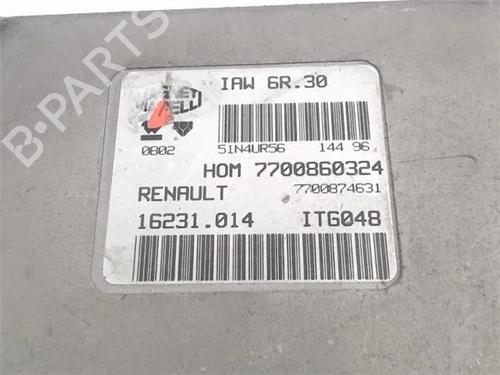 B-PARTS
IAW 6R.30
MAGNETI
MARELLI
51N4UR56 144 96
0802
HOM 7700860324
RENAULT 7700874631
16231.014 ITG048